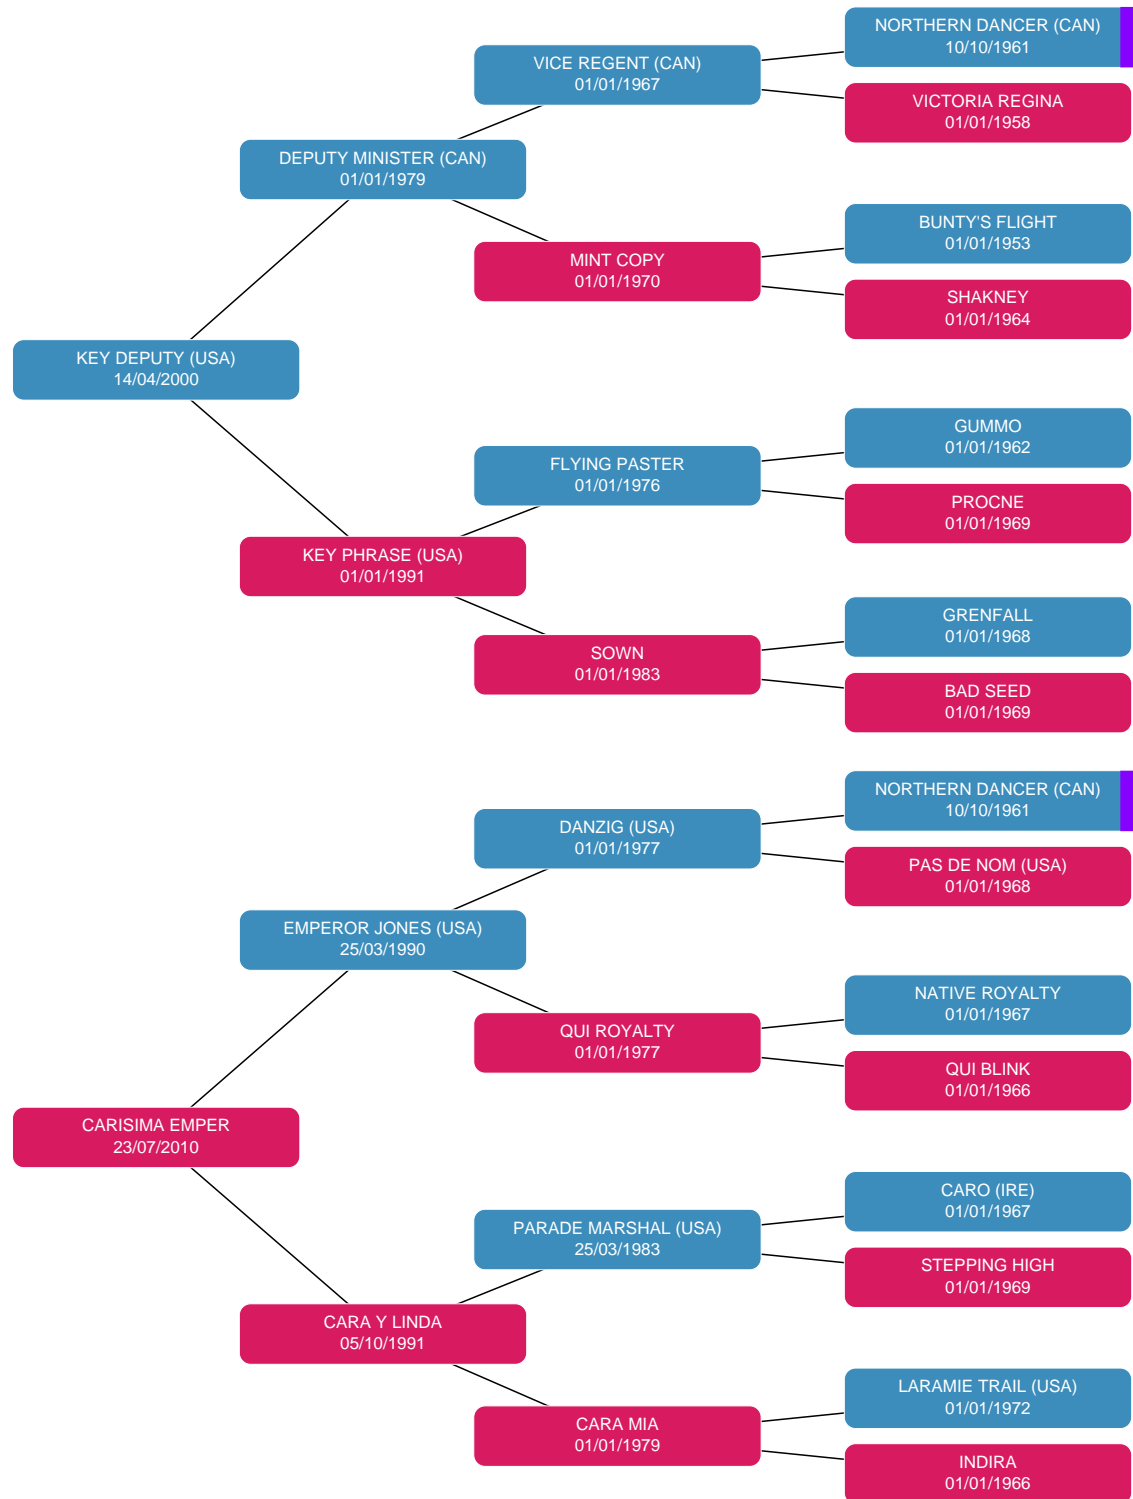 NORTHERN DANCER (CAN)
10/10/1961
VICE REGENT (CAN)
01/01/1967
VICTORIA REGINA
01/01/1958
DEPUTY MINISTER (CAN)
01/01/1979
BUNTY'S FLIGHT
01/01/1953
MINT COPY
01/01/1970
SHAKNEY
01/01/1964
KEY DEPUTY (USA)
14/04/2000
GUMMO
01/01/1962
FLYING PASTER
01/01/1976
PROCNE
01/01/1969
KEY PHRASE (USA)
01/01/1991
GRENFALL
01/01/1968
SOWN
01/01/1983
BAD SEED
01/01/1969
NORTHERN DANCER (CAN)
10/10/1961
DANZIG (USA)
01/01/1977
PAS DE NOM (USA)
01/01/1968
EMPEROR JONES (USA)
25/03/1990
NATIVE ROYALTY
01/01/1967
QUI ROYALTY
01/01/1977
QUI BLINK
01/01/1966
CARISIMA EMPER
23/07/2010
CARO (IRE)
01/01/1967
PARADE MARSHAL (USA)
25/03/1983
STEPPING HIGH
01/01/1969
CARA Y LINDA
05/10/1991
LARAMIE TRAIL (USA)
01/01/1972
CARA MIA
01/01/1979
INDIRA
01/01/1966